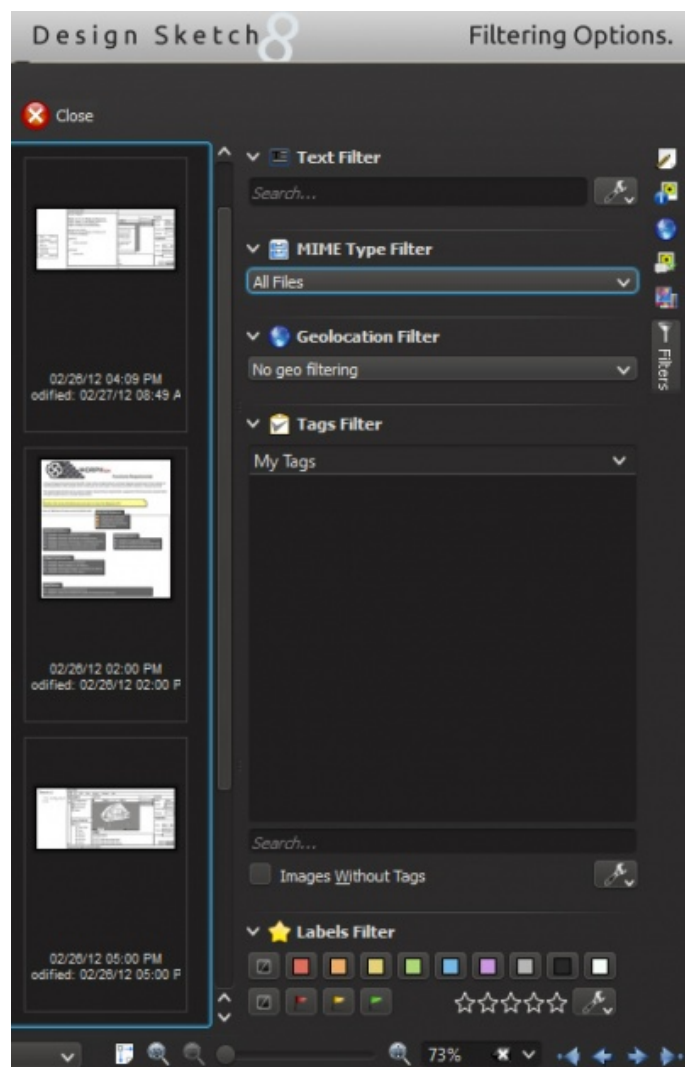 Design Sketch 8
Filtering Options.
Close
Text Filter
Search...
MIME Type Filter
All Files
Geolocation Filter
No geo filtering
Filters
02/26/12 04:09 PM
odified: 02/27/12 08:49 A
Tags Filter
My Tags
02/26/12 02:00 PM
odified: 02/26/12 02:00 P
Search...
Images Without Tags
Labels Filter
02/26/12 05:00 PM
odified: 02/26/12 05:00 P
73%